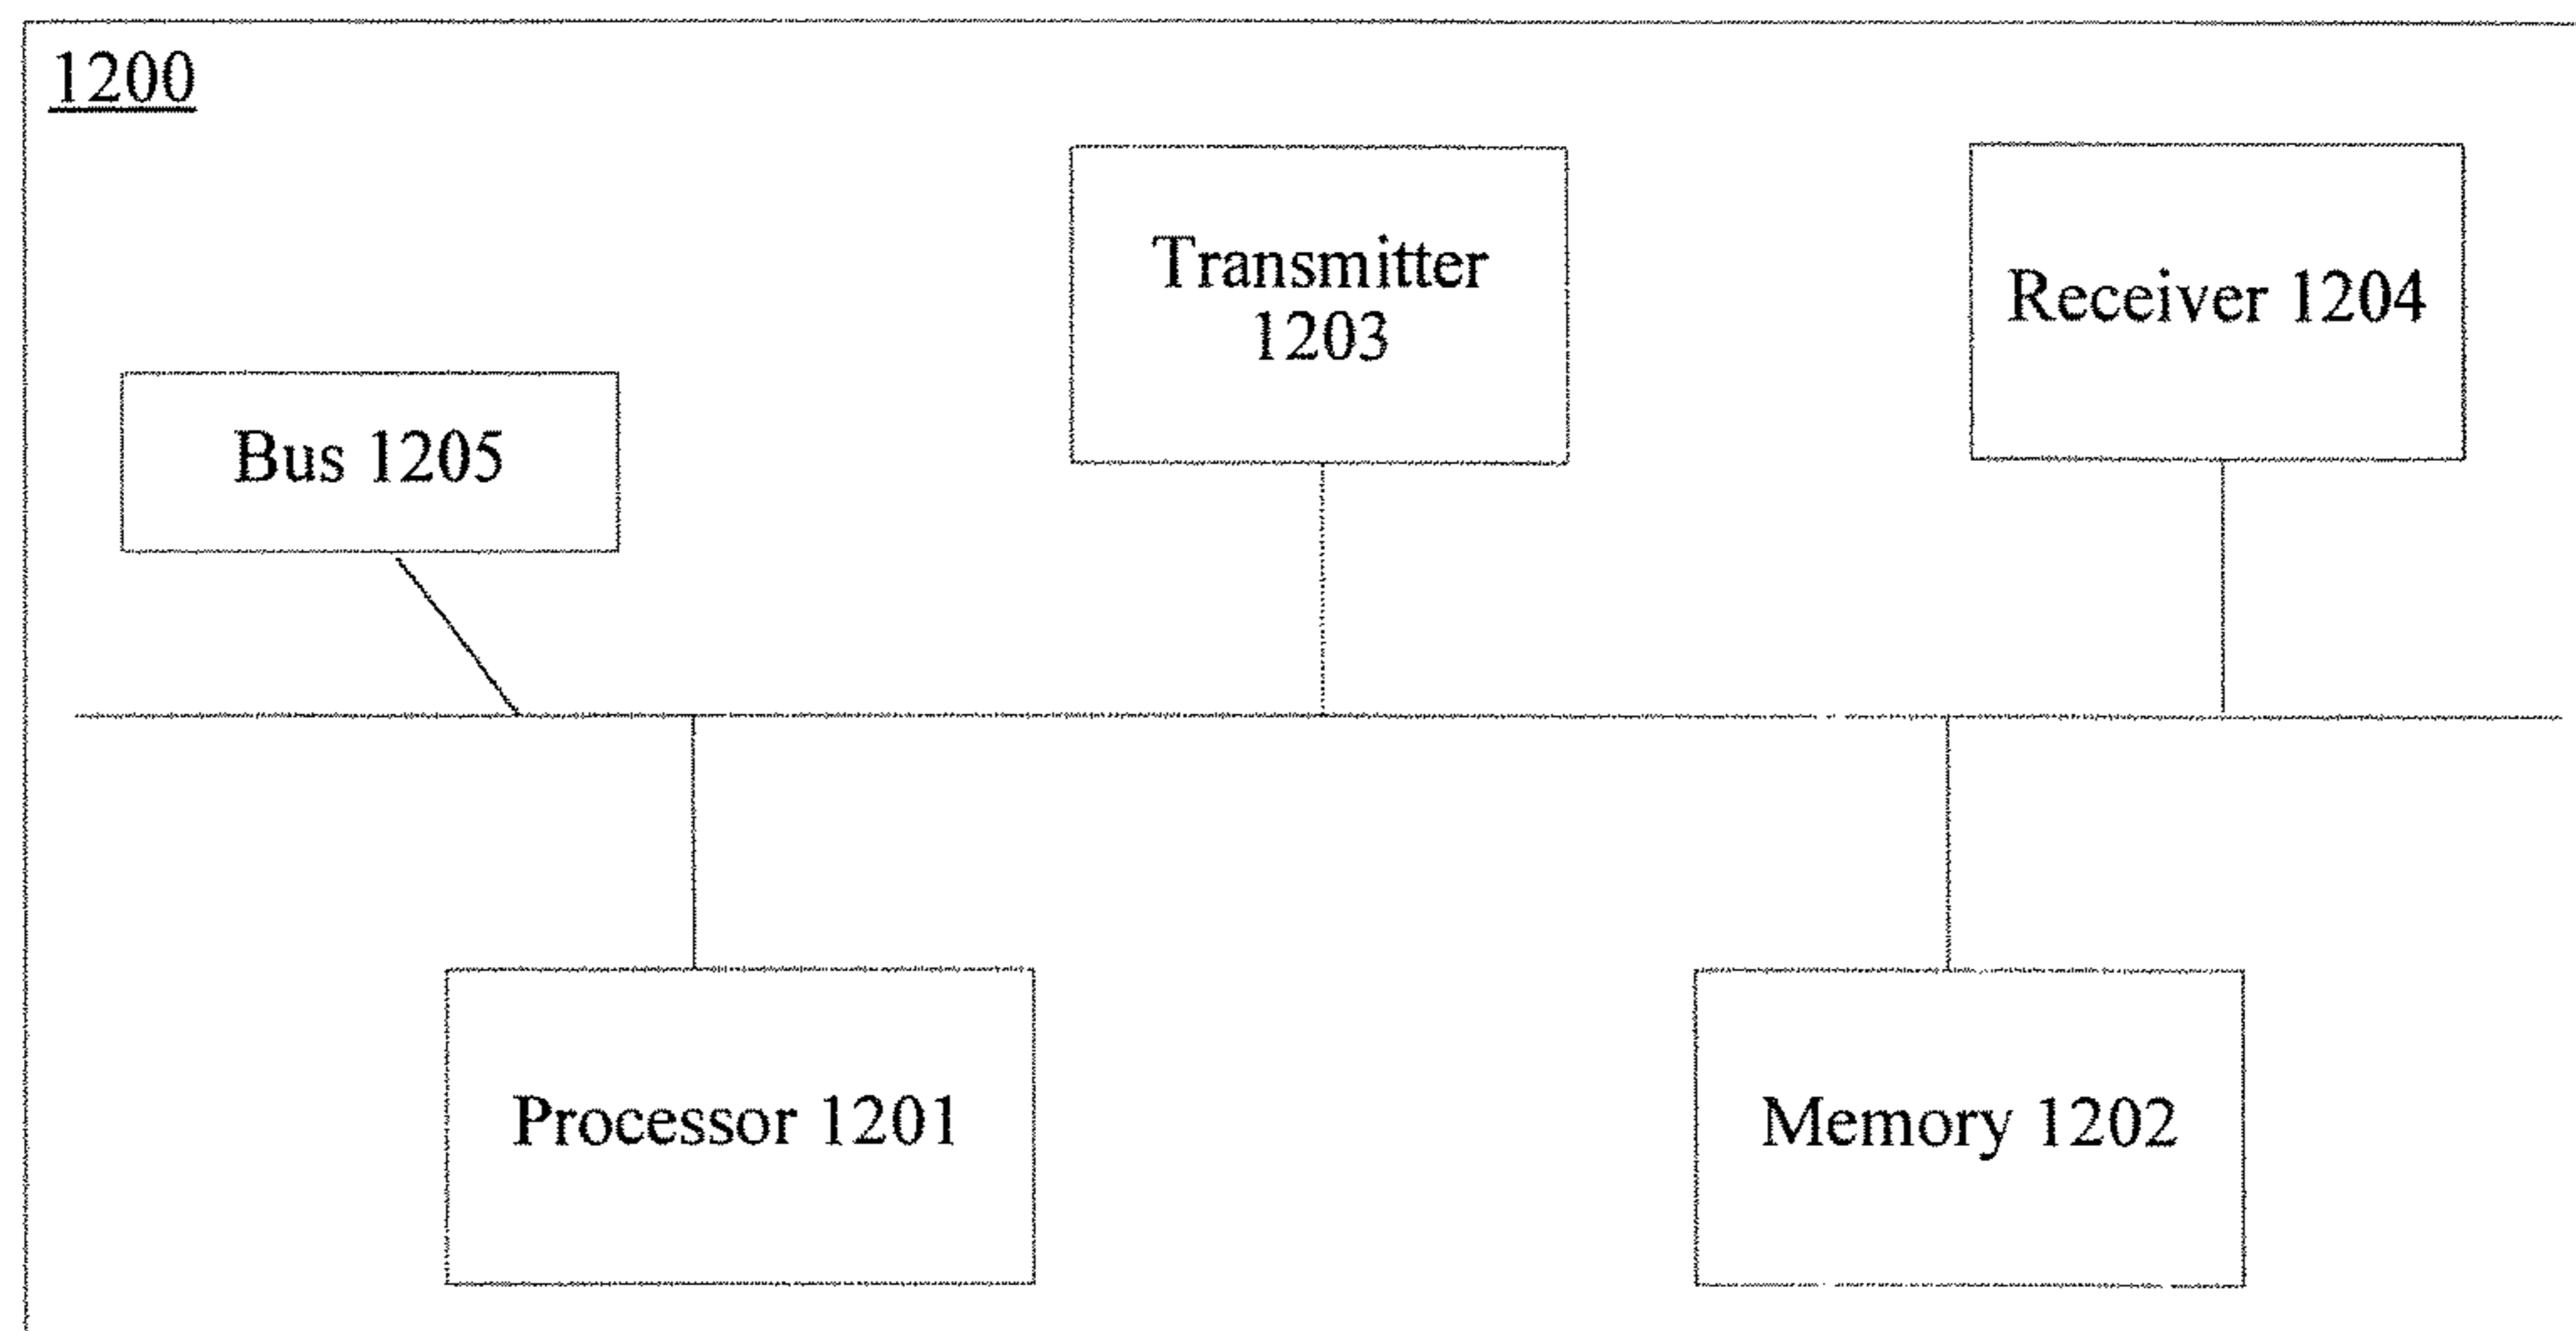 1200
Transmitter
1203
Receiver 1204
Bus 1205
Processor 1201
Memory 1202